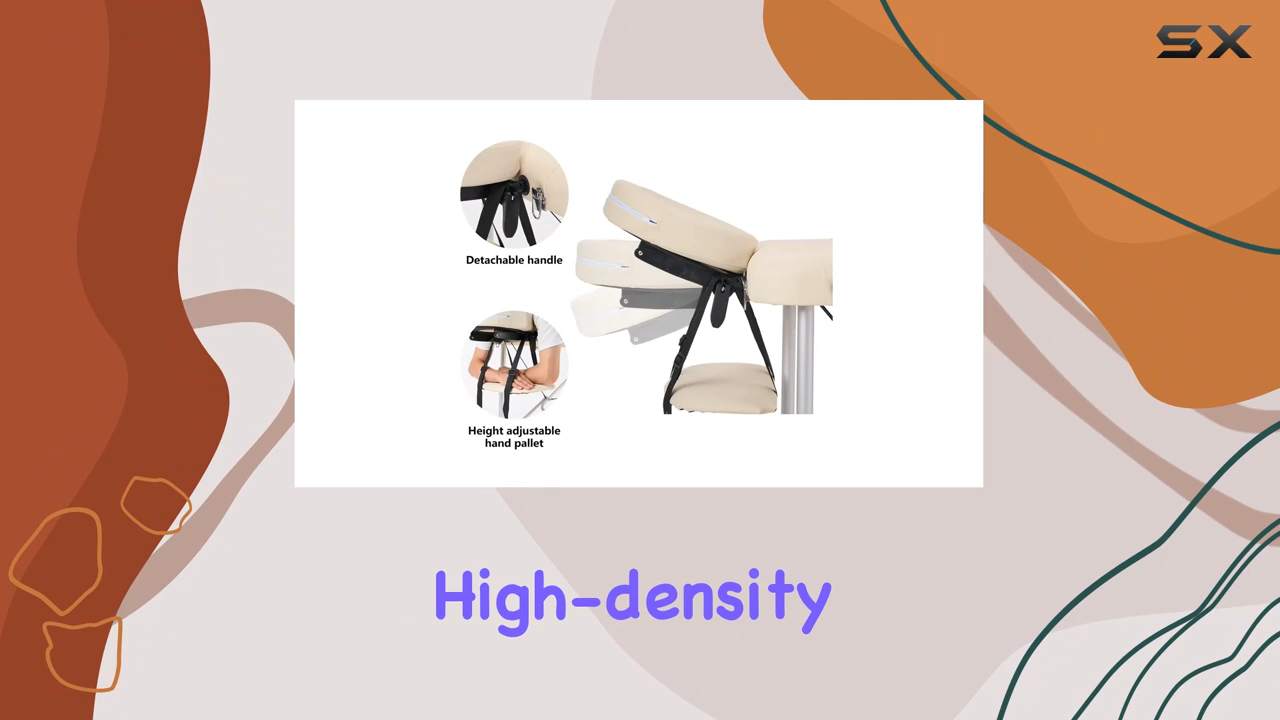 SX
Detachable handle
Height adjustable
hand pallet
High-density